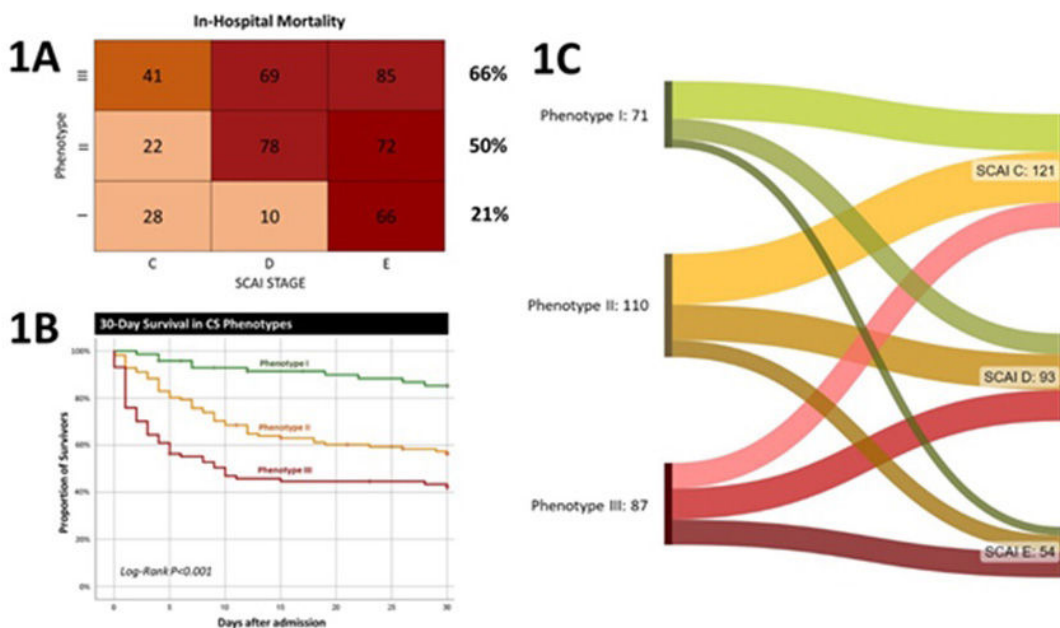 1A
In-Hospital Mortality
Phenotype
III
41 69 85 66%
II
22 78 72 50%
I
28 10 66 21%
C D E
SCAI STAGE
1B
30-Day Survival in CS Phenotypes
Proportion of Survivors
100%
80%
60%
40%
20%
0%
Phenotype I
Phenotype II
Phenotype III
Log-Rank P<0.001
0 5 10 15 20 25 30
Days after admission
1C
Phenotype I: 71
Phenotype II: 110
Phenotype III: 87
SCAI C: 121
SCAI D: 93
SCAI E: 54